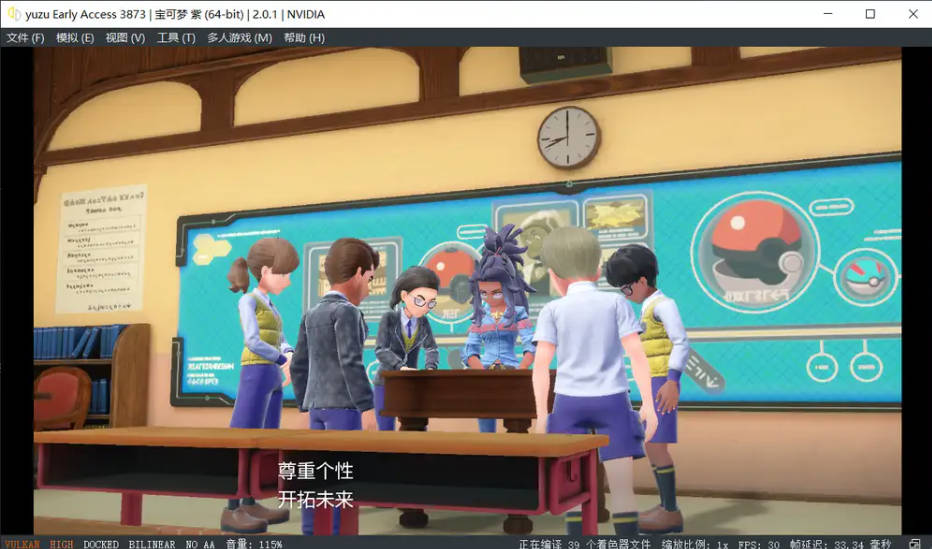 yuzu Early Access 3873 | 宝可梦 紫 (64-bit) | 2.0.1 | NVIDIA
文件 (F) 模拟 (E) 视图 (V) 工具 (T) 多人游戏 (M) 帮助 (H)
尊重个性
开拓未来
VULKAN HIGH DOCKED BILINEAR NO AA 音量: 115% 正在编译 39 个着色器文件 缩放比例: 1x FPS: 30 帧延迟: 33.34 毫秒